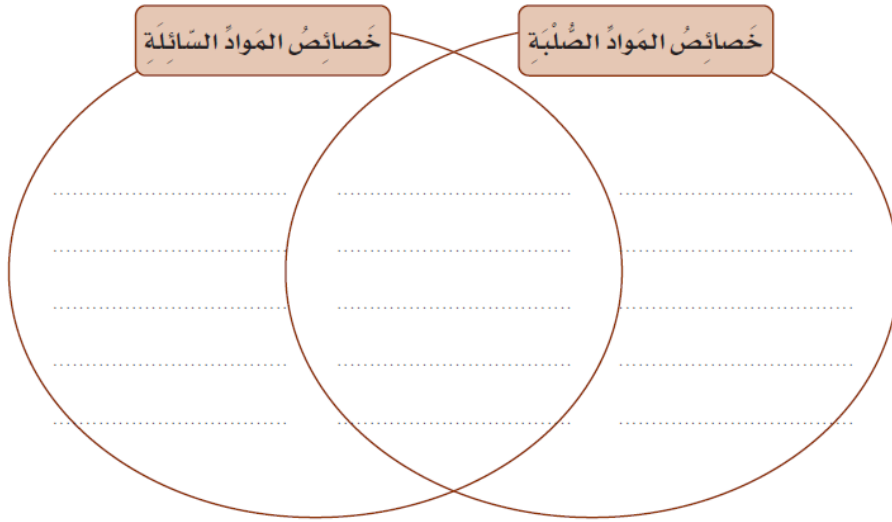 خَصائِصُ المَوادِّ الصُّلْبَةِ
خَصائِصُ المَوادِّ السّائِلَةِ